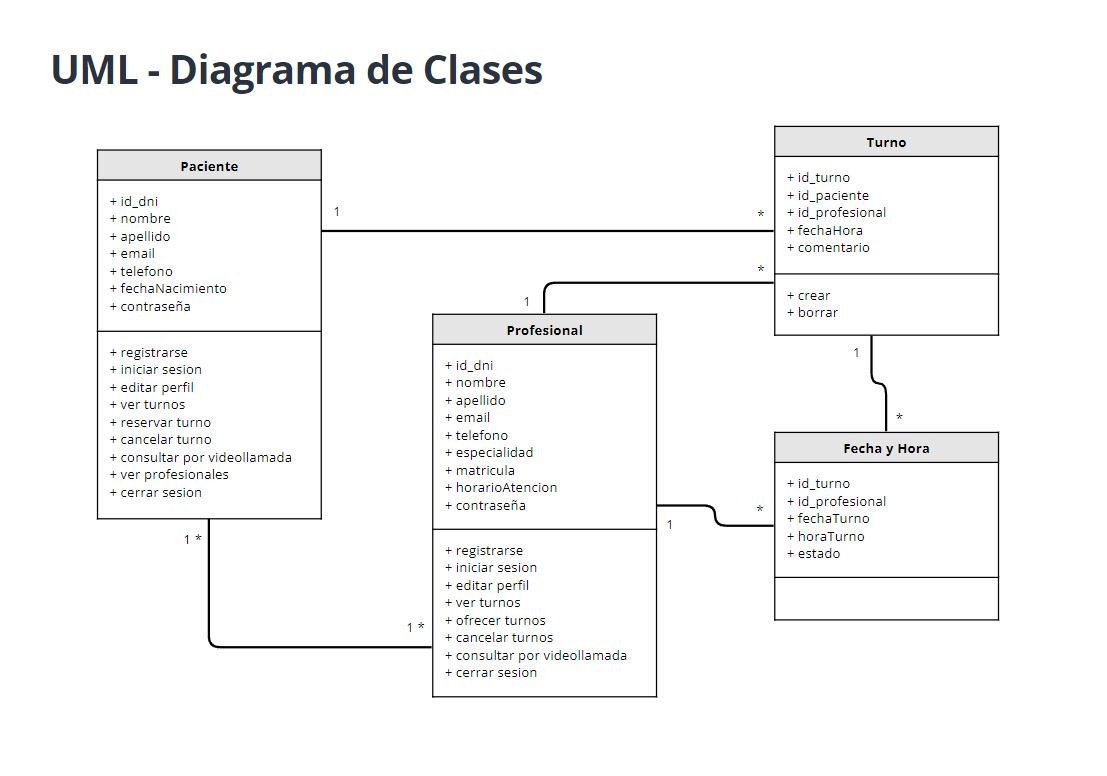 UML - Diagrama de Clases
Paciente
+ id_dni
+ nombre
+ apellido
+ email
+ telefono
+ fechaNacimiento
+ contraseña
+ registrarse
+ iniciar sesion
+ editar perfil
+ ver turnos
+ reservar turno
+ cancelar turno
+ consultar por videollamada
+ ver profesionales
+ cerrar sesion
1
*
1
*
1 *
1 *
Profesional
+ id_dni
+ nombre
+ apellido
+ email
+ telefono
+ especialidad
+ matricula
+ horarioAtencion
+ contraseña
+ registrarse
+ iniciar sesion
+ editar perfil
+ ver turnos
+ ofrecer turnos
+ cancelar turnos
+ consultar por videollamada
+ cerrar sesion
1
*
Turno
+ id_turno
+ id_paciente
+ id_profesional
+ fechaHora
+ comentario
+ crear
+ borrar
1
*
Fecha y Hora
+ id_turno
+ id_profesional
+ fechaTurno
+ horaTurno
+ estado